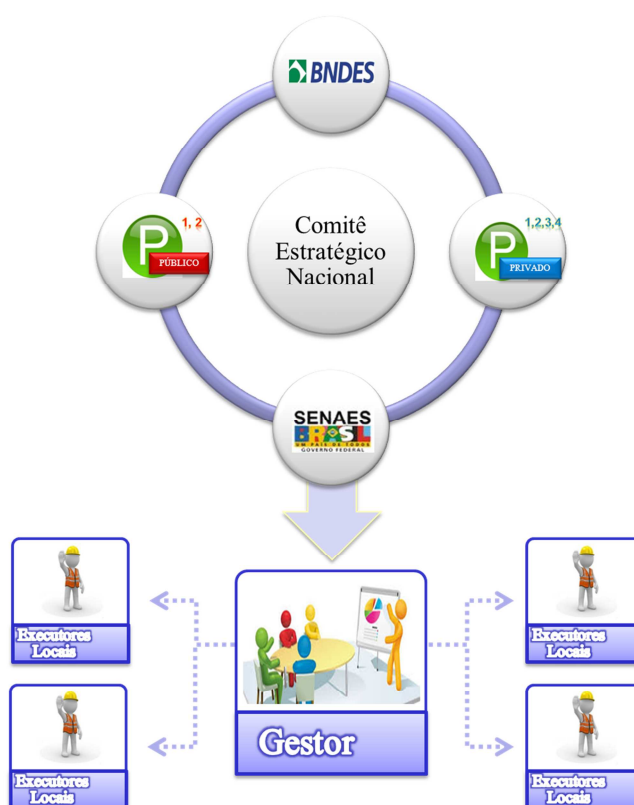 BNDES
Comitê
Estratégico
Nacional
P
1, 2
PÚBLICO
P
1,2,3,4
PRIVADO
SENAES
BRASIL
UM PAÍS DE TODOS
GOVERNO FEDERAL
Executores
Locais
Executores
Locais
Gestor
Executores
Locais
Executores
Locais